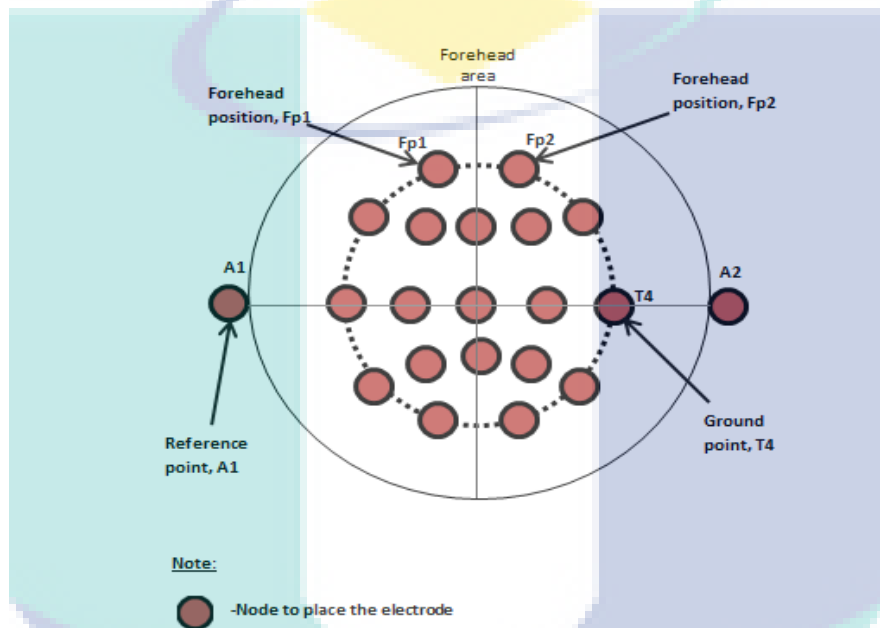 Forehead
area
Forehead
position, Fp1
Forehead
position, Fp2
Fp1
Fp2
A1
A2
T4
Reference
point, A1
Ground
point, T4
Note:
-Node to place the electrode